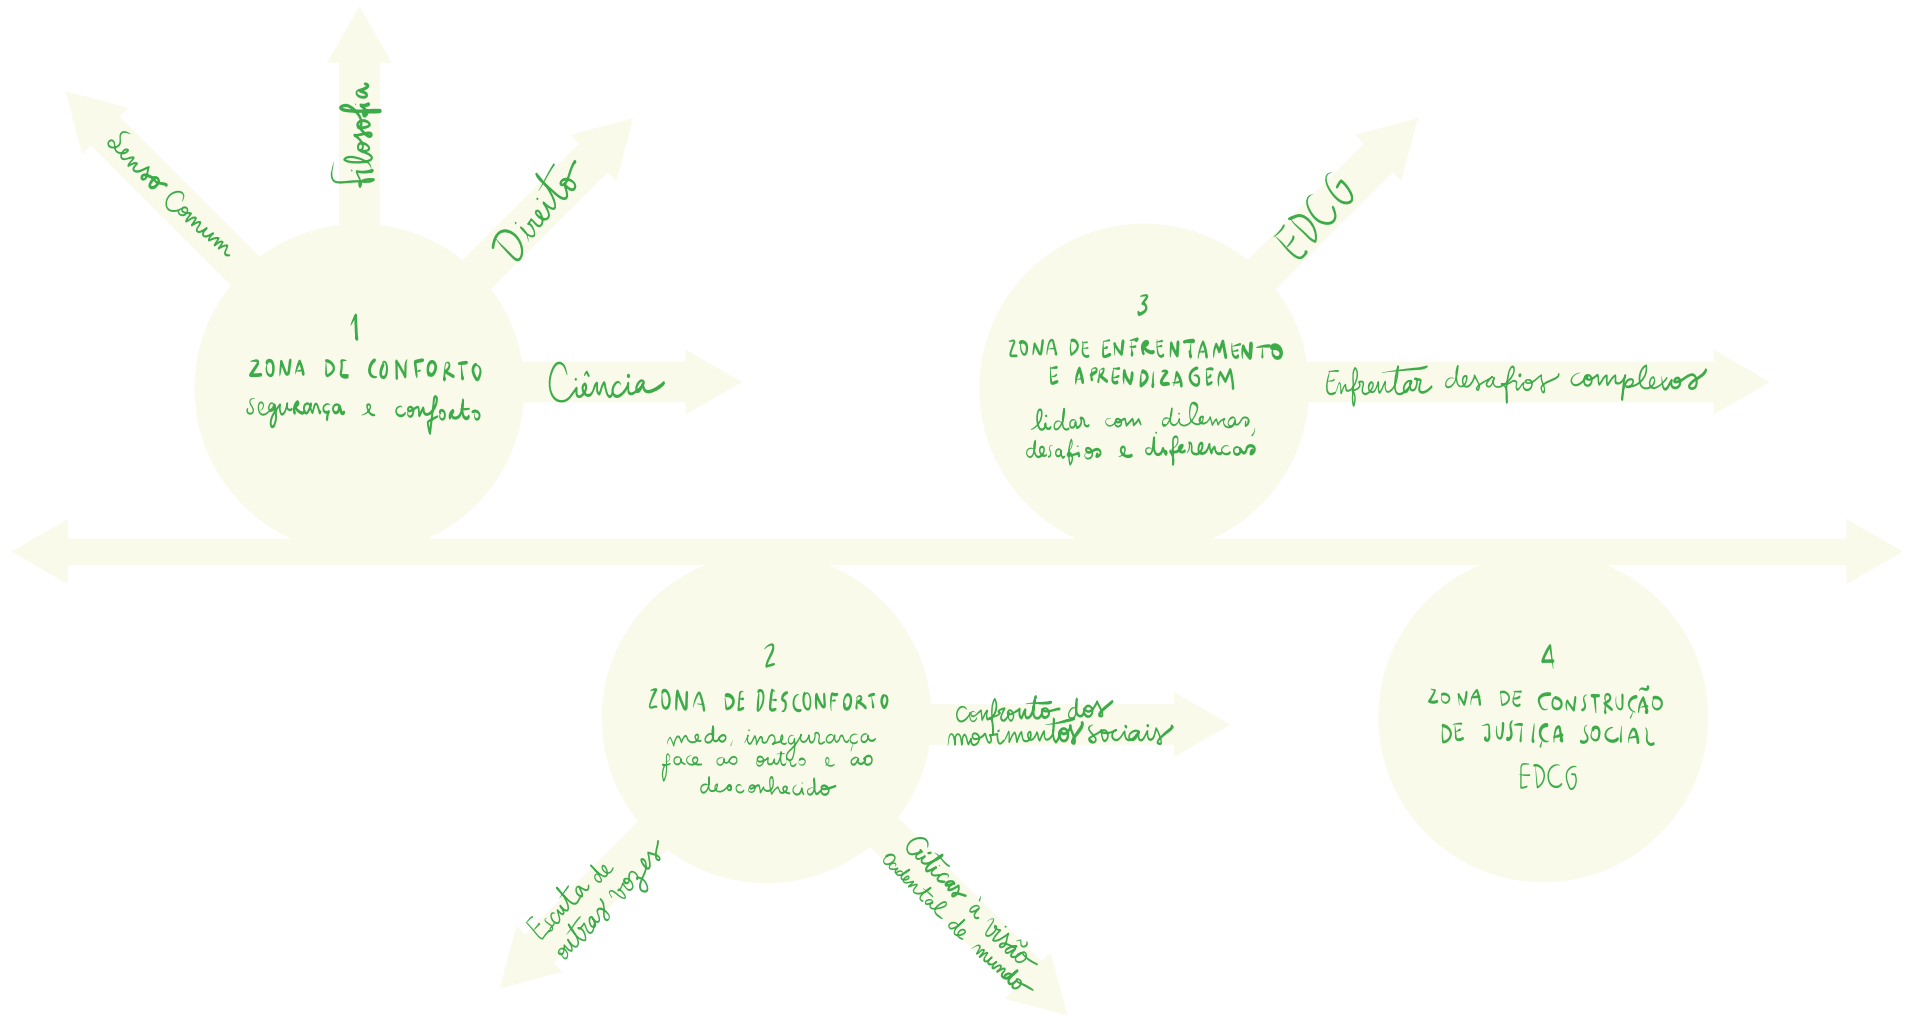 Senso Comum
filosofia
Direito
1
ZONA DE CONFORTO
segurança e conforto
Ciência
EDCG
3
ZONA DE ENFRENTAMENTO
E APRENDIZAGEM
lidar com dilemas,
desafios e diferencas
Enfrentar desafios complexos
2
ZONA DE DESCONFORTO
medo, insegurança
face ao outro e ao
desconhecido
Confronto dos
movimentos sociais
Escuta de
outras vozes
Críticas à visão
ocidental de mundo
4
ZONA DE CONSTRUÇÃO
DE JUSTIÇA SOCIAL
EDCG